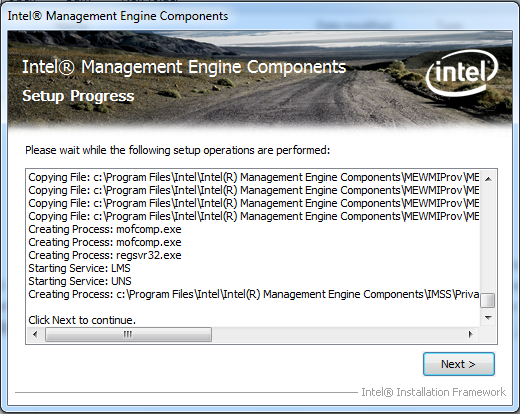 Intel® Management Engine Components
Intel® Management Engine Components
Setup Progress
intel
Please wait while the following setup operations are performed:
Copying File: c:\Program Files\Intel\Intel(R) Management Engine Components\MEWMIProv\ME
Copying File: c:\Program Files\Intel\Intel(R) Management Engine Components\MEWMIProv\ME
Copying File: c:\Program Files\Intel\Intel(R) Management Engine Components\MEWMIProv\ME
Copying File: c:\Program Files\Intel\Intel(R) Management Engine Components\MEWMIProv\ME
Creating Process: mofcomp.exe
Creating Process: mofcomp.exe
Creating Process: regsvr32.exe
Starting Service: LMS
Starting Service: UNS
Creating Process: c:\Program Files\Intel\Intel(R) Management Engine Components\IMSS\Priva
Click Next to continue.
Next >
Intel® Installation Framework